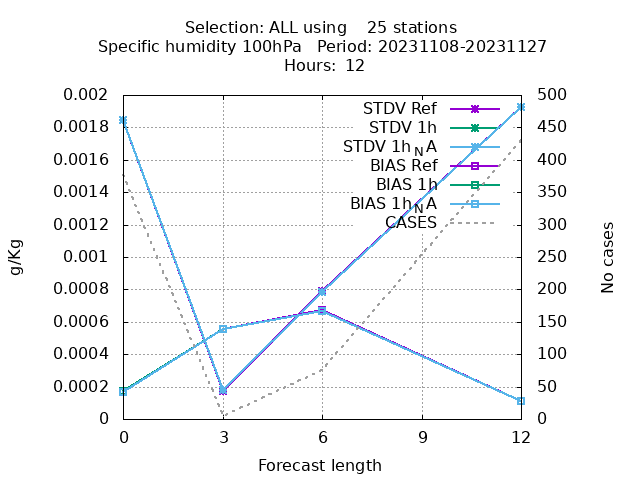 Selection: ALL using    25 stations
Specific humidity 100hPa   Period: 20231108-20231127
Hours: 12
0.002
0.0018
0.0016
0.0014
0.0012
0.001
0.0008
0.0006
0.0004
0.0002
0
500
450
400
350
300
250
200
150
100
50
0
STDV Ref
STDV 1h
STDV 1h_NA
BIAS Ref
BIAS 1h
BIAS 1h_NA
CASES
g/Kg
No cases
0 3 6 9 12
Forecast length